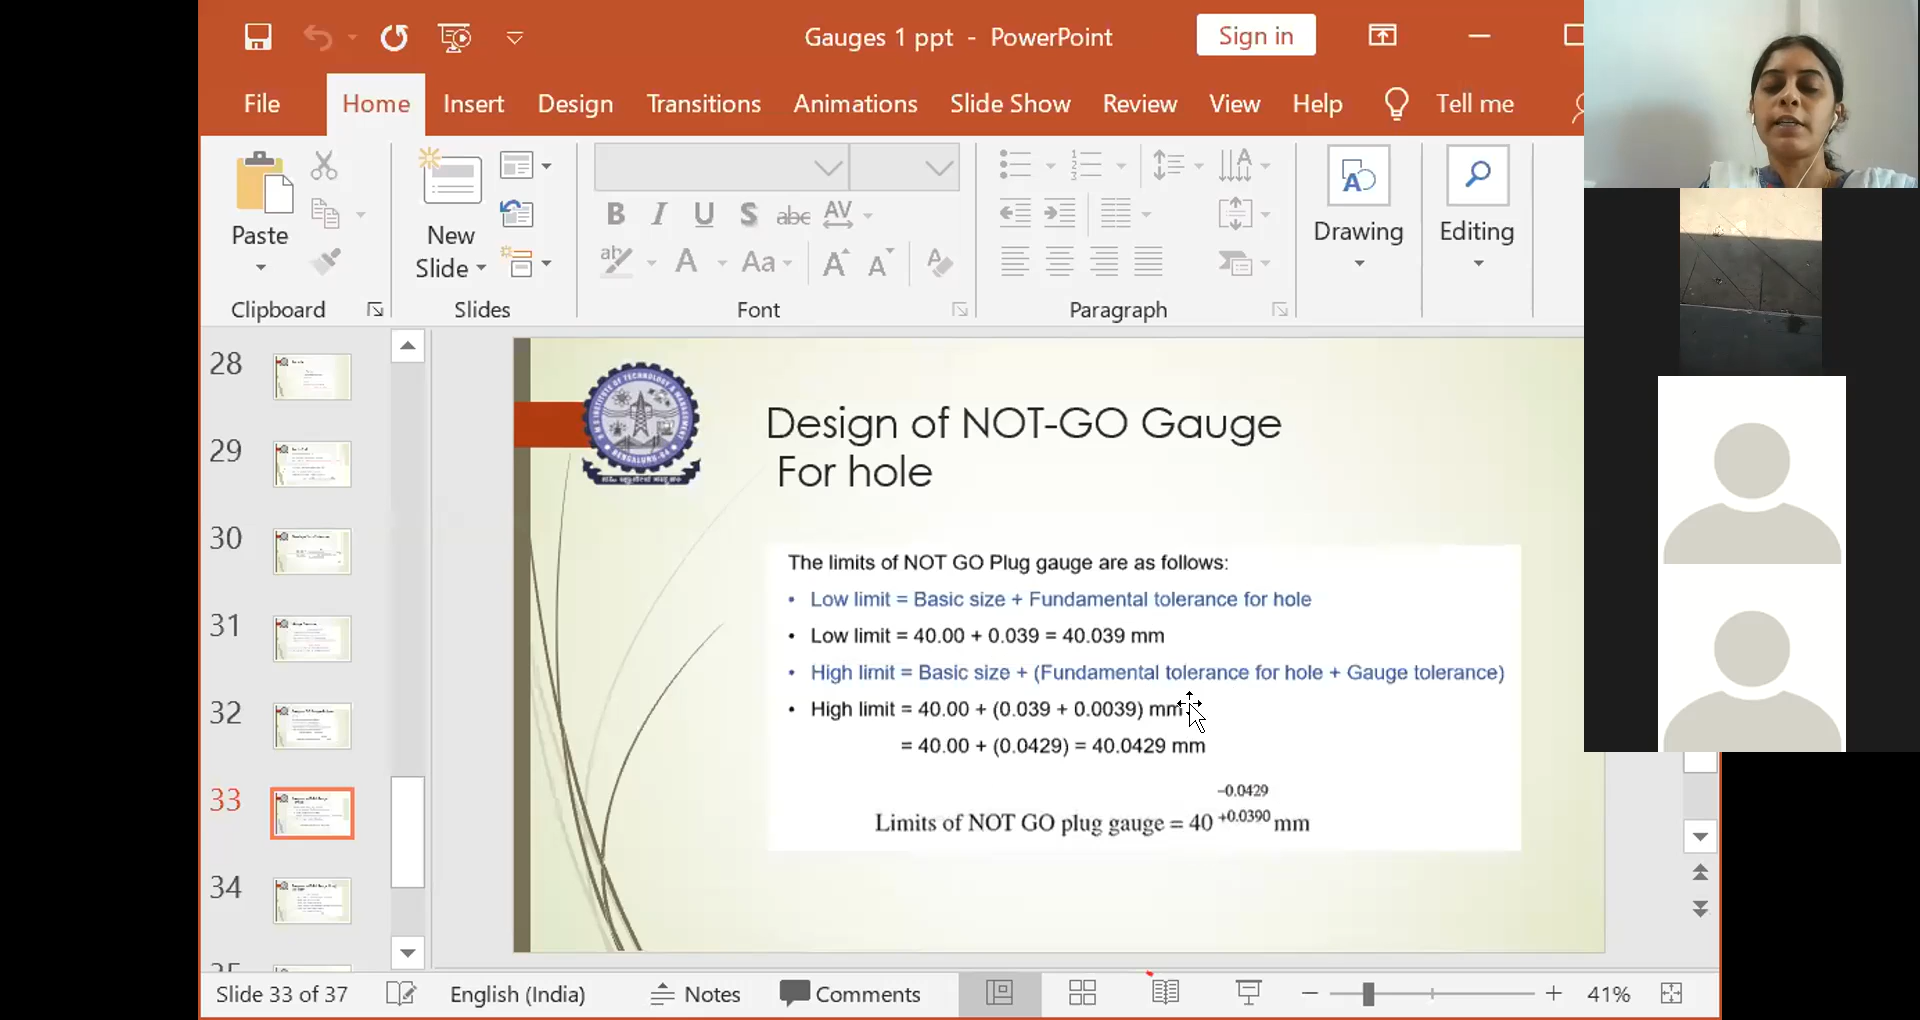 Gauges 1 ppt - PowerPoint
Sign in
File Home Insert Design Transitions Animations Slide Show Review View Help Tell me
Paste
New Slide
Drawing
Editing
Clipboard
Slides
Font
Paragraph
28
29
30
31
32
33
34
Design of NOT-GO Gauge
For hole
The limits of NOT GO Plug gauge are as follows:
• Low limit = Basic size + Fundamental tolerance for hole
• Low limit = 40.00 + 0.039 = 40.039 mm
• High limit = Basic size + (Fundamental tolerance for hole + Gauge tolerance)
• High limit = 40.00 + (0.039 + 0.0039) mm
= 40.00 + (0.0429) = 40.0429 mm
−0.0429
Limits of NOT GO plug gauge = 40 +0.0390 mm
Slide 33 of 37 English (India) Notes Comments 41%